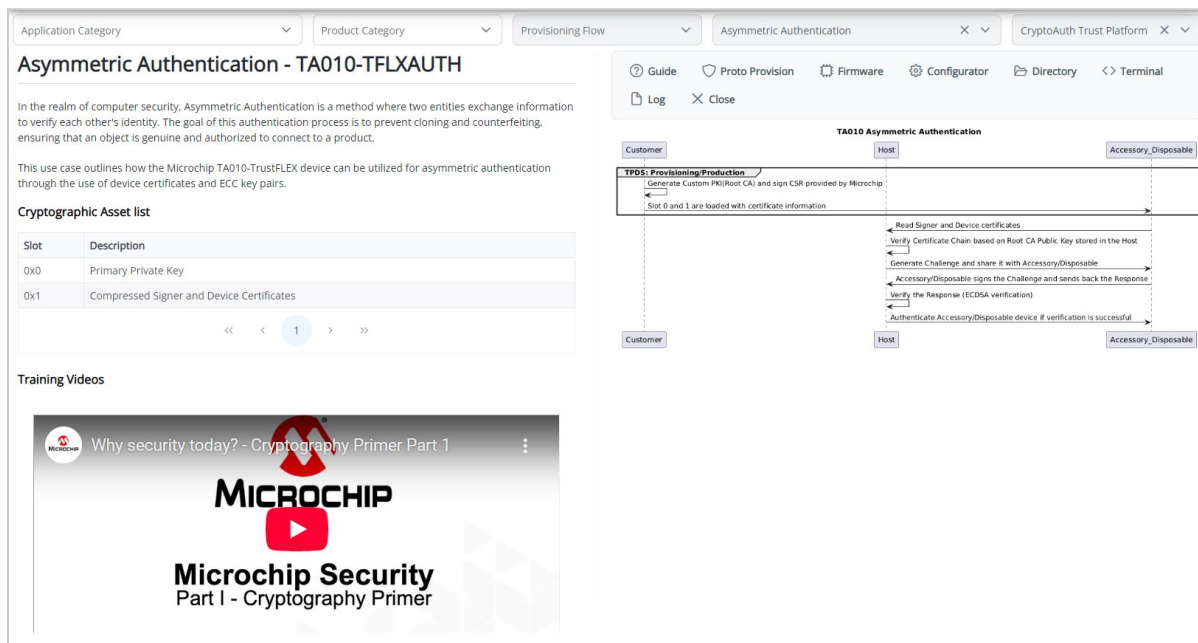 Application Category
Product Category
Provisioning Flow
Asymmetric Authentication
CryptoAuth Trust Platform
Asymmetric Authentication - TA010-TFLXAUTH
In the realm of computer security, Asymmetric Authentication is a method where two entities exchange information
to verify each other's identity. The goal of this authentication process is to prevent cloning and counterfeiting,
ensuring that an object is genuine and authorized to connect to a product.
This use case outlines how the Microchip TA010-TrustFLEX device can be utilized for asymmetric authentication
through the use of device certificates and ECC key pairs.
Cryptographic Asset list
Slot Description
0x0 Primary Private Key
0x1 Compressed Signer and Device Certificates
« ‹ 1 › »
Training Videos
MICROCHIP
Why security today? - Cryptography Primer Part 1
MICROCHIP
Microchip Security
Part I - Cryptography Primer
Guide
Proto Provision
Firmware
Configurator
Directory
Terminal
Log
Close
TA010 Asymmetric Authentication
Customer
Host
Accessory_Disposable
TPDS: Provisioning/Production
Generate Custom PKI(Root CA) and sign CSR provided by Microchip
Slot 0 and 1 are loaded with certificate information
Read Signer and Device certificates
Verify Certificate Chain based on Root CA Public Key stored in the Host
Generate Challenge and share it with Accessory/Disposable
Accessory/Disposable signs the Challenge and sends back the Response
Verify the Response (ECDSA verification)
Authenticate Accessory/Disposable device if verification is successful
Customer
Host
Accessory_Disposable